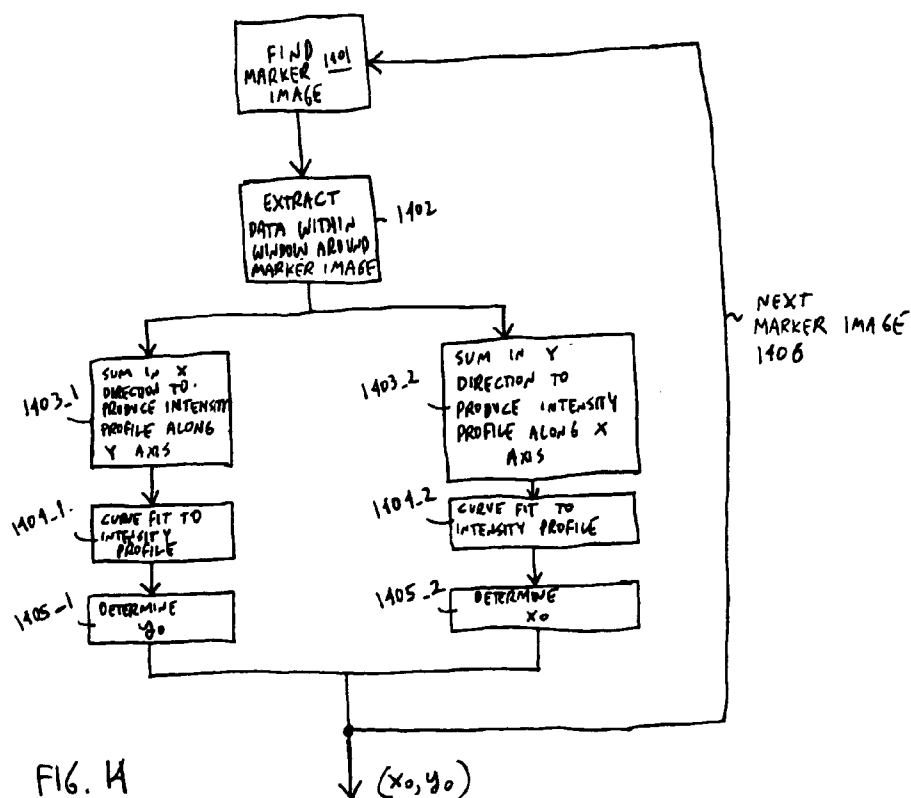 FIND
MARKER 1401
IMAGE
EXTRACT
DATA WITHIN
WINDOW AROUND
MARKER IMAGE
1402
NEXT
MARKER IMAGE
1406
1403_1
SUM IN X
DIRECTION TO
PRODUCE INTENSITY
PROFILE ALONG
Y AXIS
1403_2
SUM IN Y
DIRECTION TO
PRODUCE INTENSITY
PROFILE ALONG X
AXIS
1404_1
CURVE FIT TO
INTENSITY
PROFILE
1404_2
CURVE FIT TO
INTENSITY PROFILE
1405_1
DETERMINE
y₀
1405_2
DETERMINE
x₀
FIG. 14
(x₀, y₀)